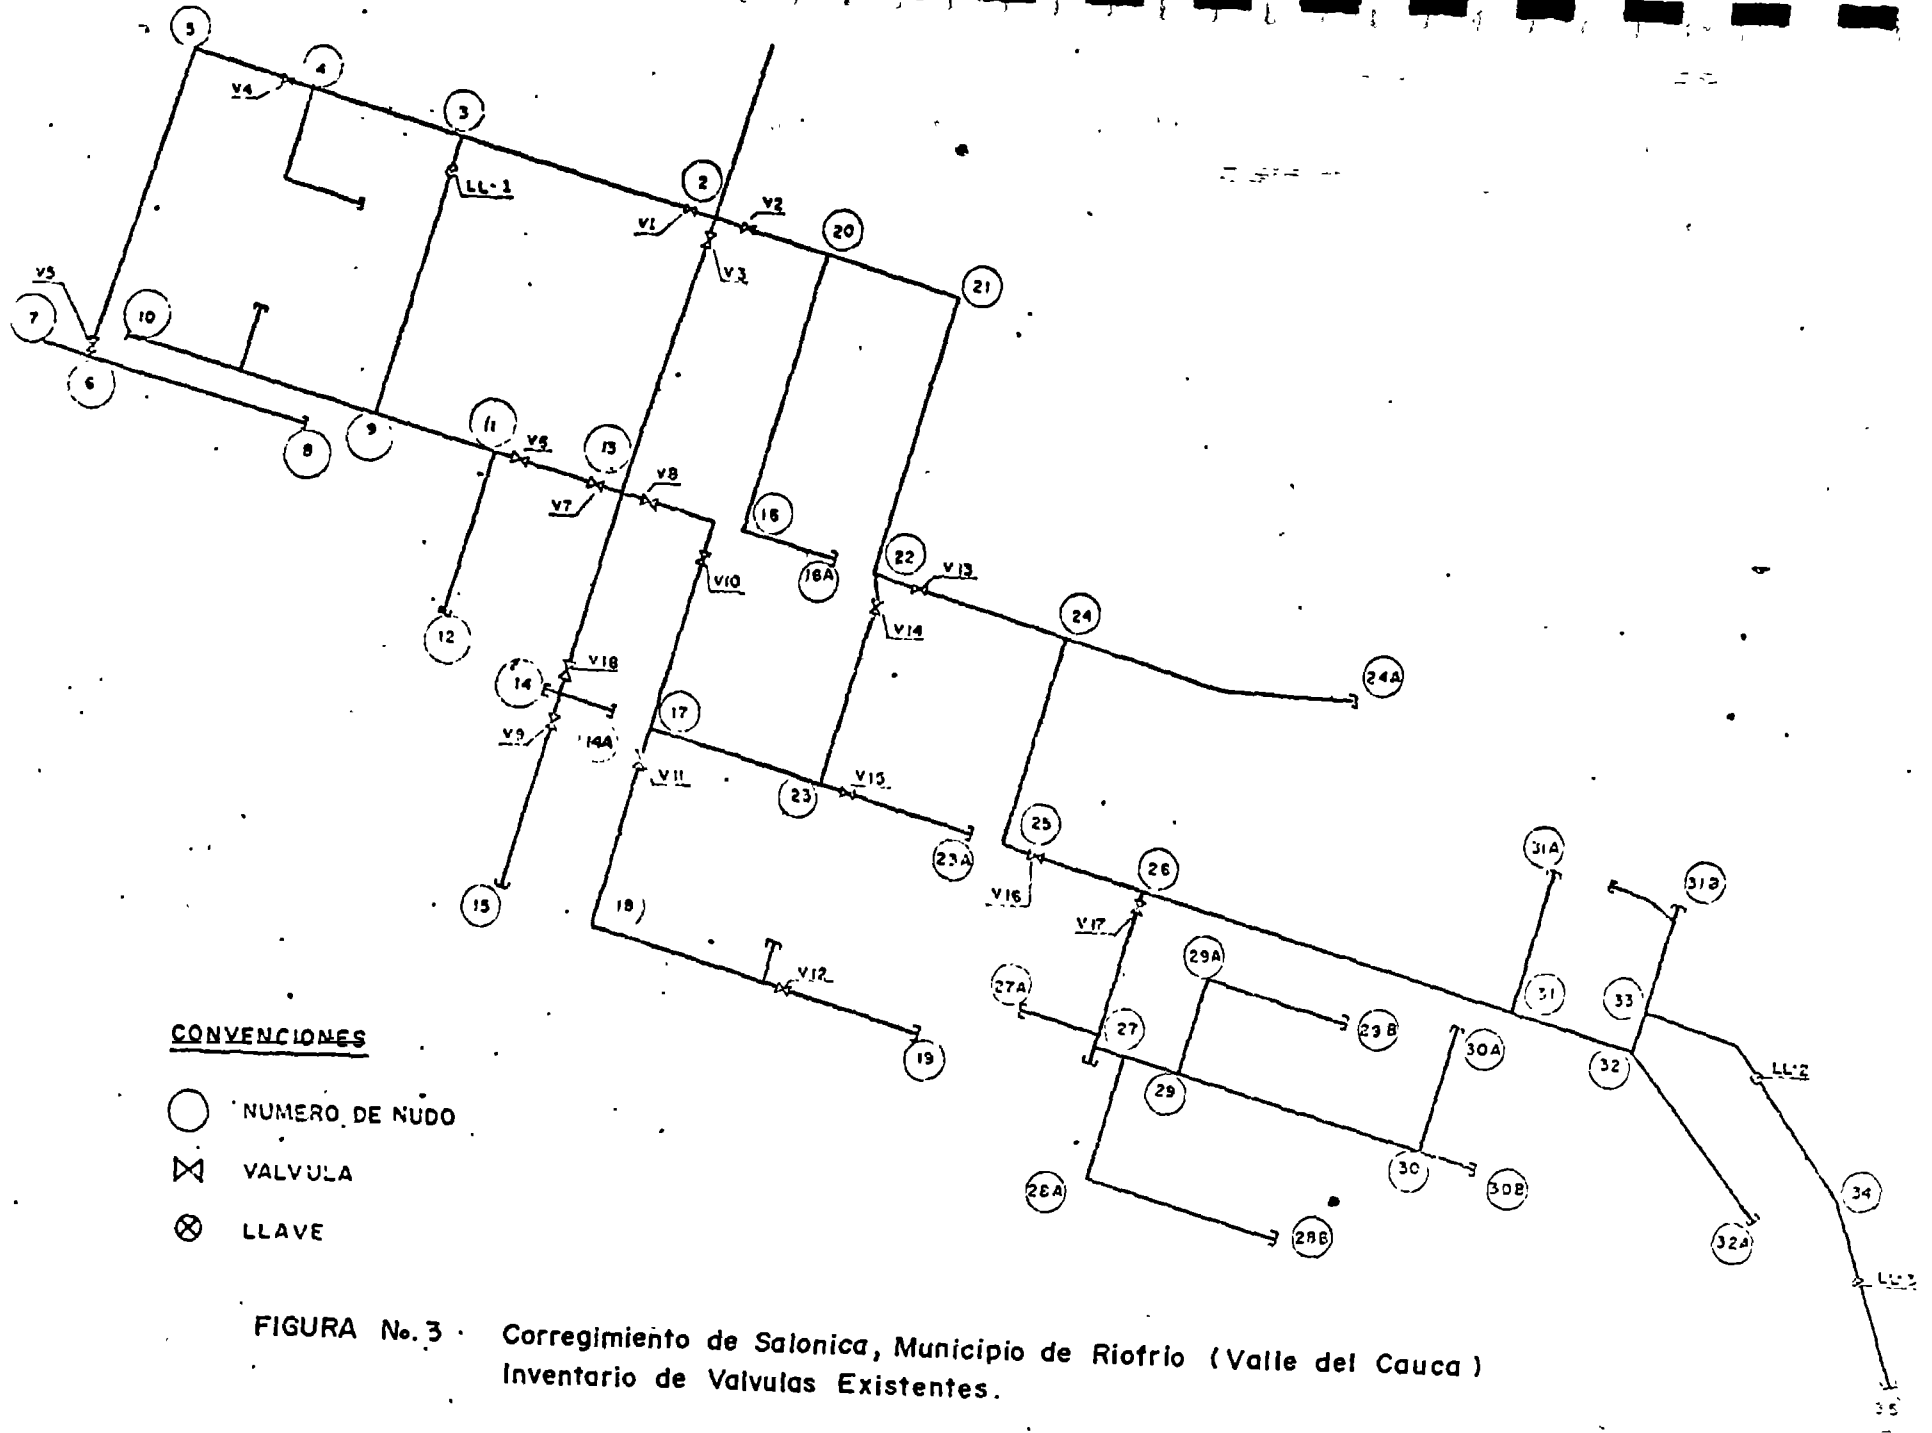 5
4
V4
3
LL-1
2
V1
V2
V3
20
21
V5
7
10
6
9
8
11
V6
13
V7
V8
16
16A
V10
22
V13
V14
24
24A
12
V18
14
V9
14A
17
V11
23
V15
23A
25
V16
26
V17
15
18
V12
19
31A
31B
29A
27A
27
29B
31
33
30A
32
LL-2
29
30
30B
28A
28B
34
32A
LL-3
35
CONVENCIONES
NUMERO DE NUDO
VALVULA
LLAVE
FIGURA No. 3 Corregimiento de Salonica, Municipio de Riofrio (Valle del Cauca)
Inventario de Valvulas Existentes.